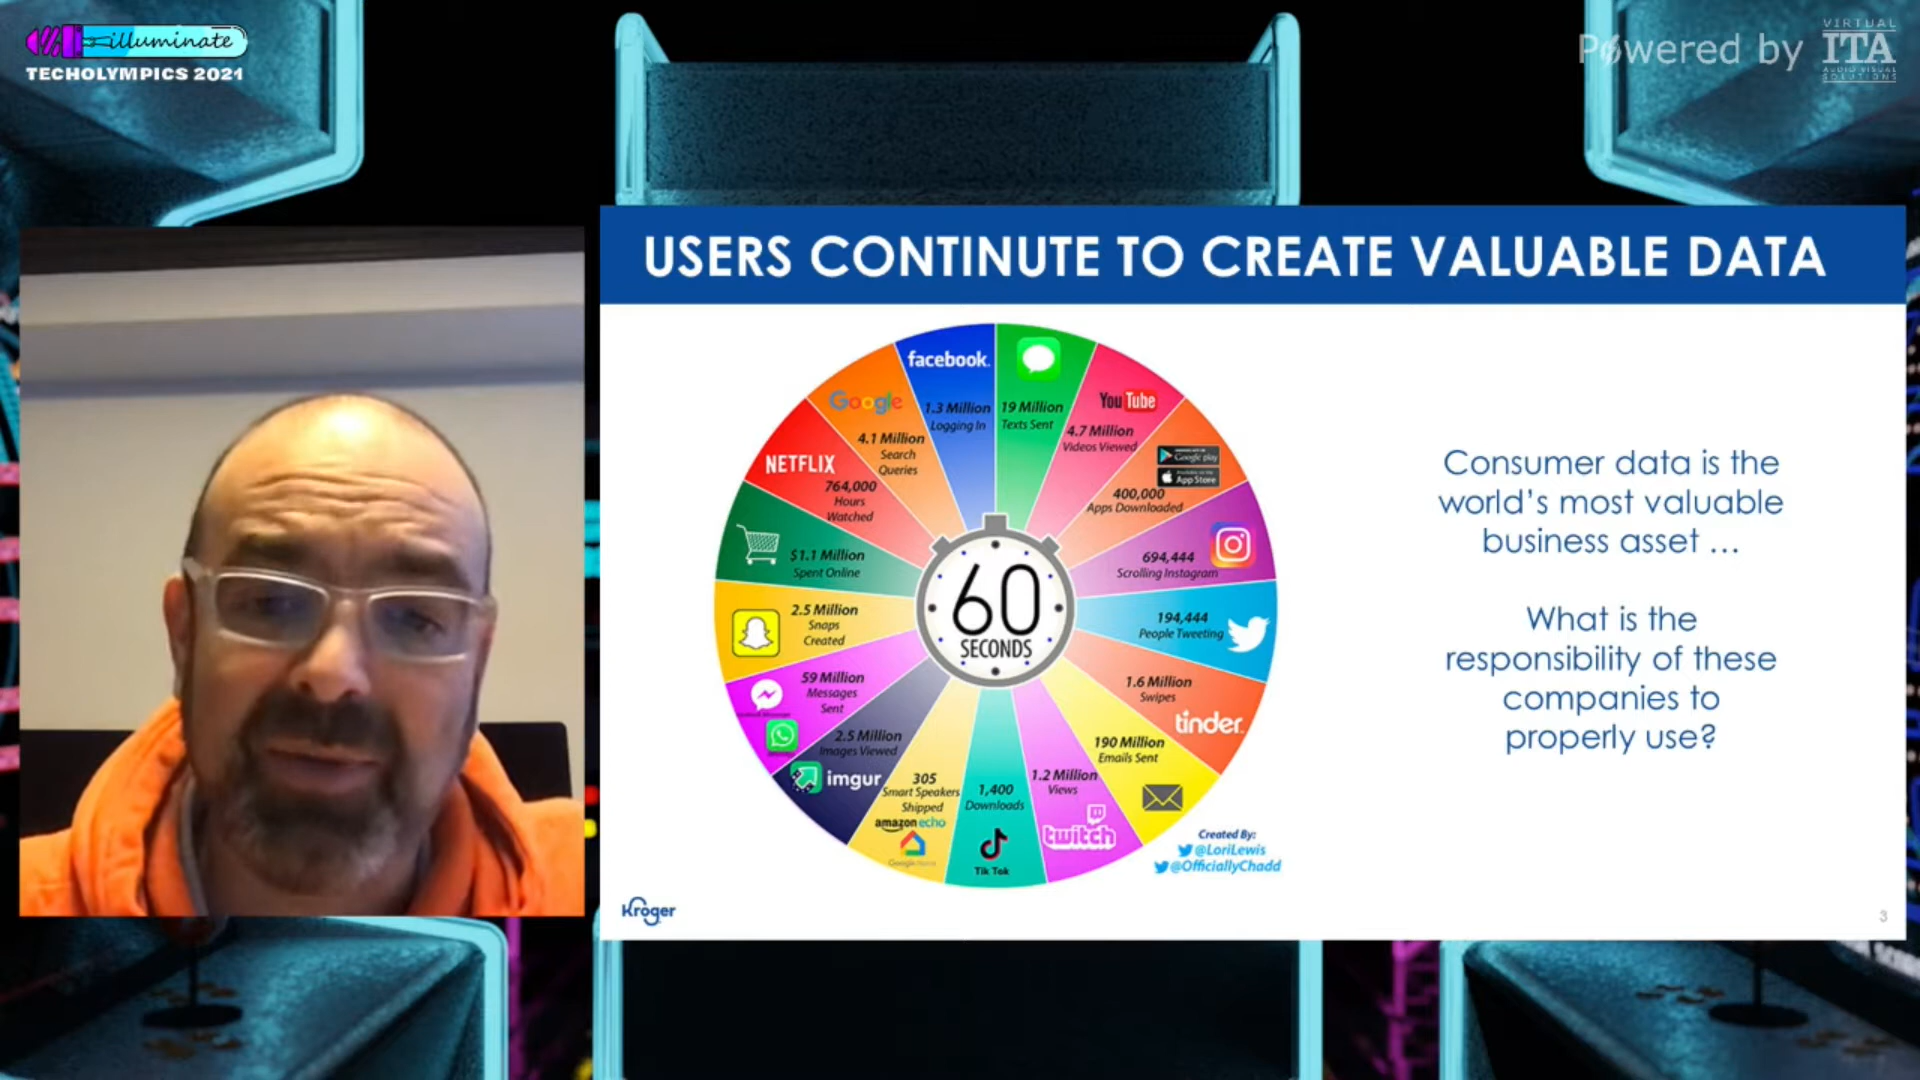 illuminate
TECHOLYMPICS 2021
Powered by
VIRTUAL
ITA
AUDIO VISUAL
SOLUTIONS
USERS CONTINUTE TO CREATE VALUABLE DATA
facebook.
1.3 Million
Logging In
19 Million
Texts Sent
YouTube
4.7 Million
Videos Viewed
Google play
App Store
400,000
Apps Downloaded
694,444
Scrolling Instagram
194,444
People Tweeting
1.6 Million
Swipes
tinder
190 Million
Emails Sent
1.2 Million
Views
twitch
1,400
Downloads
Tik Tok
305
Smart Speakers
Shipped
amazon echo
Google Home
2.5 Million
Images Viewed
imgur
59 Million
Messages
Sent
2.5 Million
Snaps
Created
$1.1 Million
Spent Online
NETFLIX
764,000
Hours
Watched
Google
4.1 Million
Search
Queries
60
SECONDS
Created By:
@LoriLewis
@OfficiallyChadd
Consumer data is the
world's most valuable
business asset ...
What is the
responsibility of these
companies to
properly use?
Kroger
3